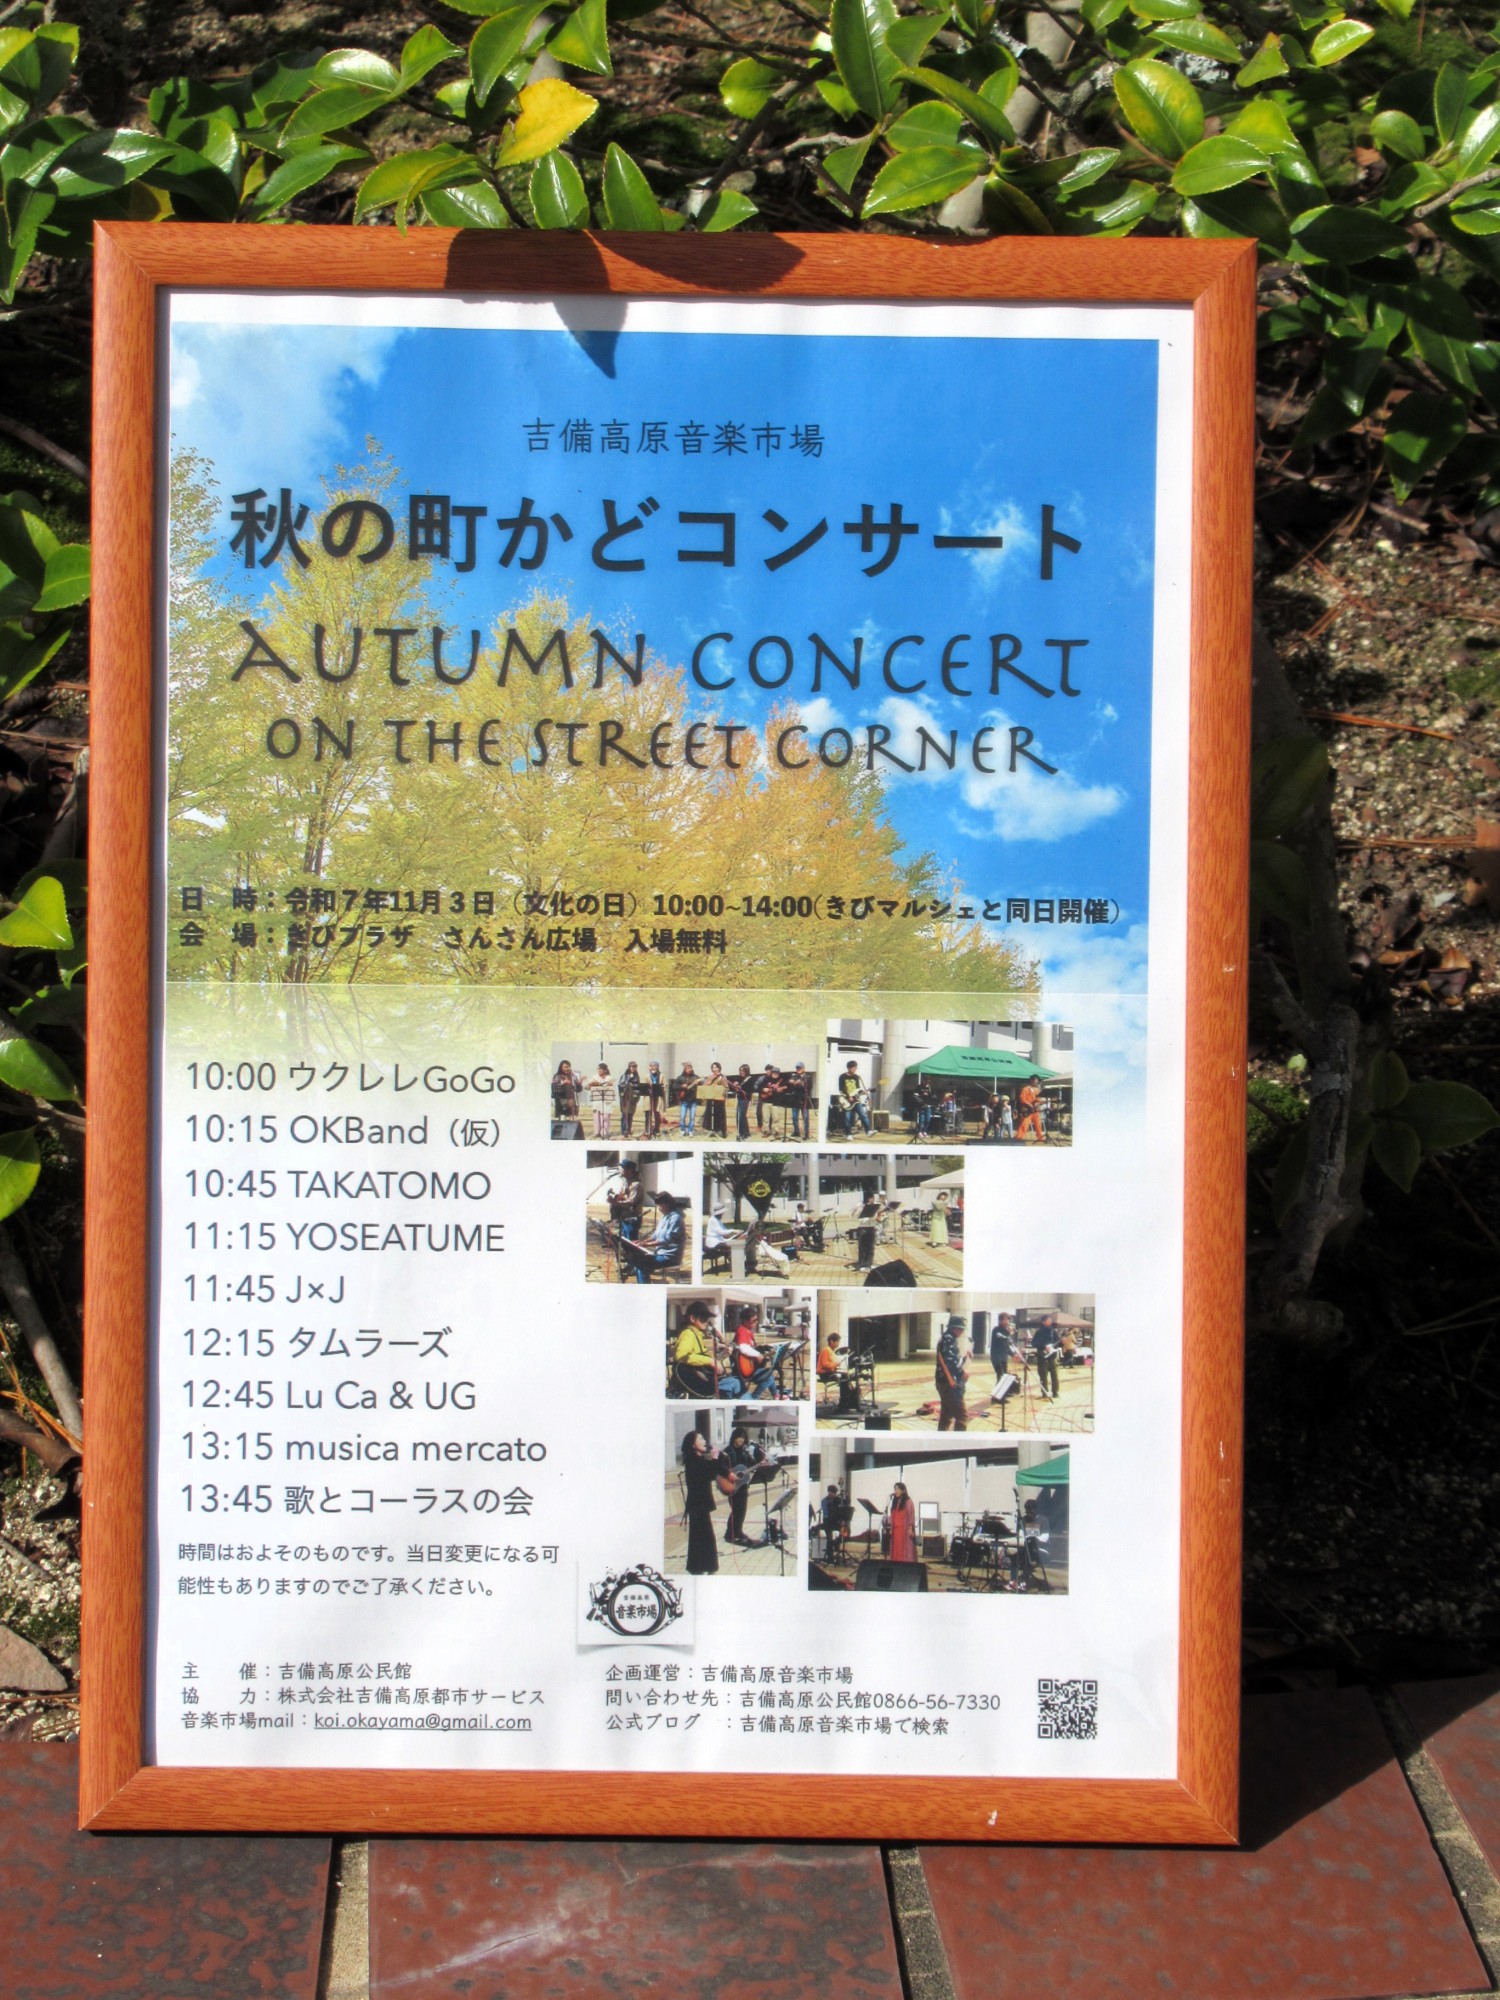 吉備高原音楽市場
秋の町かどコンサート
AUTUMN CONCERT
ON THE STREET CORNER
日　時：令和７年11月３日（文化の日）10:00~14:00(きびマルシェと同日開催）
会　場：きびプラザ　さんさん広場　入場無料
10:00 ウクレレGoGo
10:15 OKBand（仮）
10:45 TAKATOMO
11:15 YOSEATUME
11:45 J×J
12:15 タムラーズ
12:45 Lu Ca & UG
13:15 musica mercato
13:45 歌とコーラスの会
時間はおよそのものです。当日変更になる可
能性もありますのでご了承ください。
吉備高原
音楽市場
主　　催：吉備高原公民館
協　　力：株式会社吉備高原都市サービス
音楽市場mail：koi.okayama@gmail.com
企画運営：吉備高原音楽市場
問い合わせ先：吉備高原公民館0866-56-7330
公式ブログ　：吉備高原音楽市場で検索